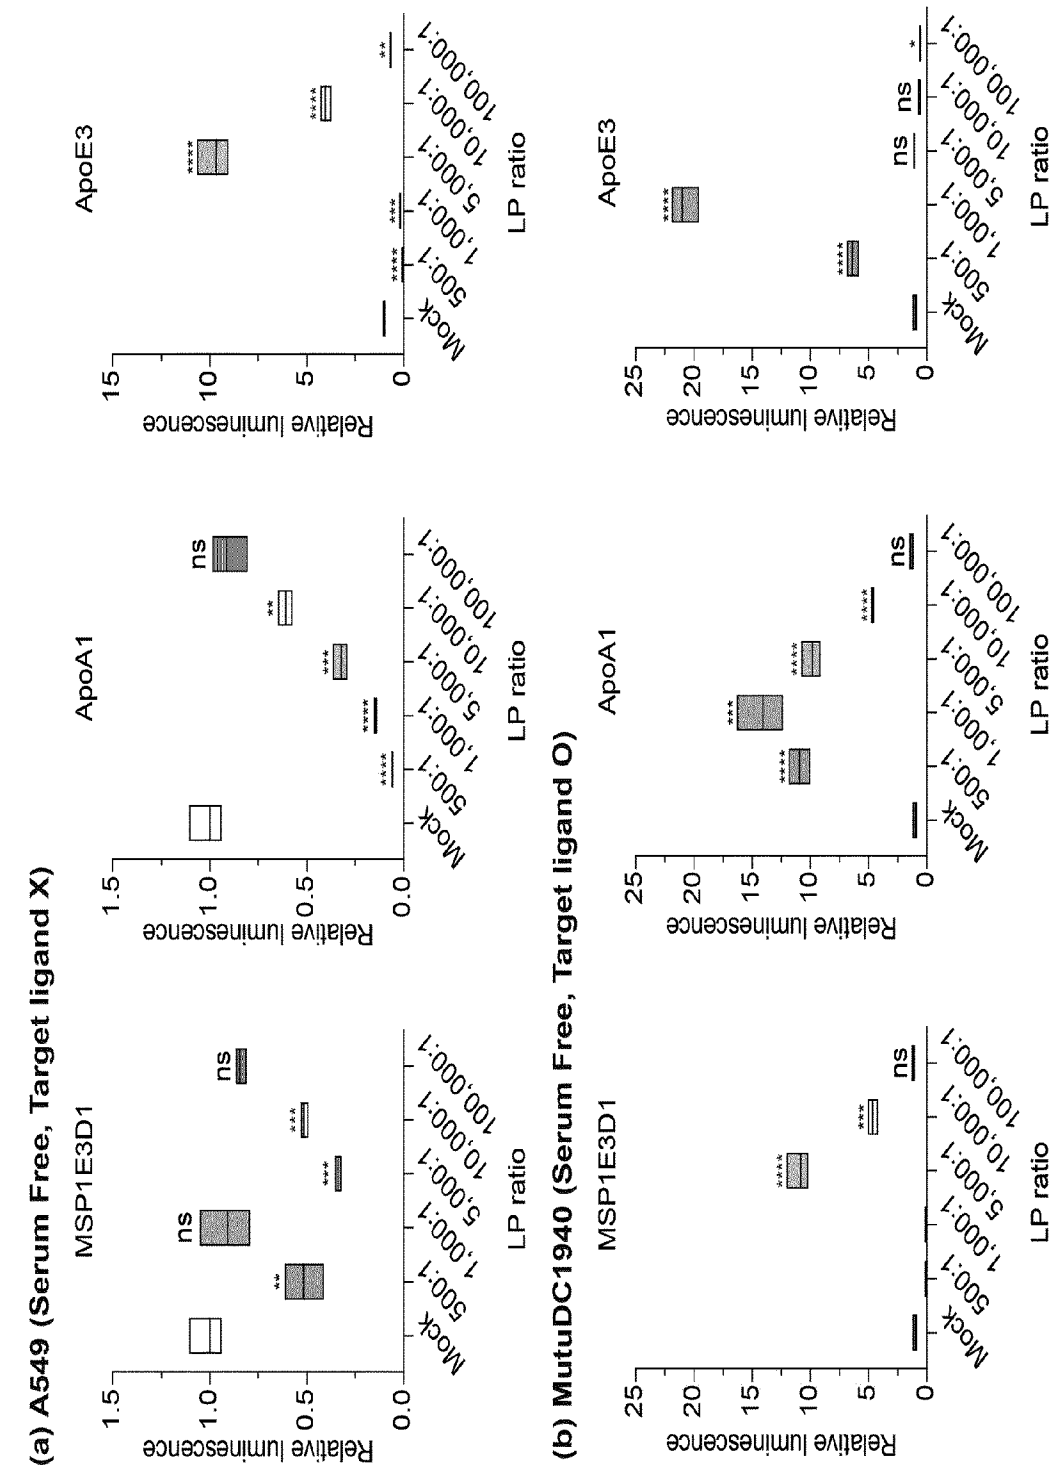 (a) A549 (Serum Free, Target ligand X)
MSP1E3D1
Relative luminescence
1.5
1.0
0.5
0.0
**
ns
***
***
ns
Mock
500:1
1,000:1
5,000:1
10,000:1
100,000:1
LP ratio
ApoA1
Relative luminescence
1.5
1.0
0.5
0.0
****
****
***
**
ns
Mock
500:1
1,000:1
5,000:1
10,000:1
100,000:1
LP ratio
ApoE3
Relative luminescence
15
10
5
0
****
***
****
****
**
Mock
500:1
1,000:1
5,000:1
10,000:1
100,000:1
LP ratio
(b) MutuDC1940 (Serum Free, Target ligand O)
MSP1E3D1
Relative luminescence
25
20
15
10
5
0
****
***
ns
Mock
500:1
1,000:1
5,000:1
10,000:1
100,000:1
LP ratio
ApoA1
Relative luminescence
25
20
15
10
5
0
****
***
****
****
ns
Mock
500:1
1,000:1
5,000:1
10,000:1
100,000:1
LP ratio
ApoE3
Relative luminescence
25
20
15
10
5
0
****
****
ns
ns
*
Mock
500:1
1,000:1
5,000:1
10,000:1
100,000:1
LP ratio